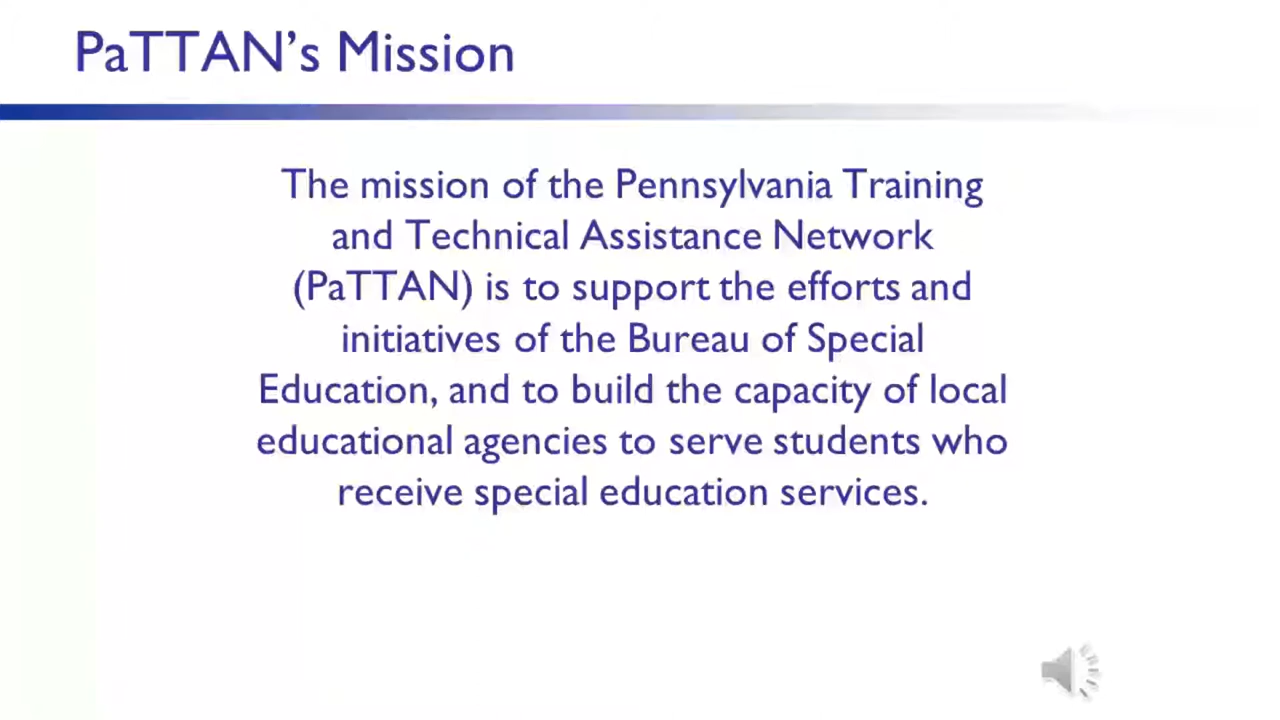 PaTTAN’s Mission
The mission of the Pennsylvania Training
and Technical Assistance Network
(PaTTAN) is to support the efforts and
initiatives of the Bureau of Special
Education, and to build the capacity of local
educational agencies to serve students who
receive special education services.